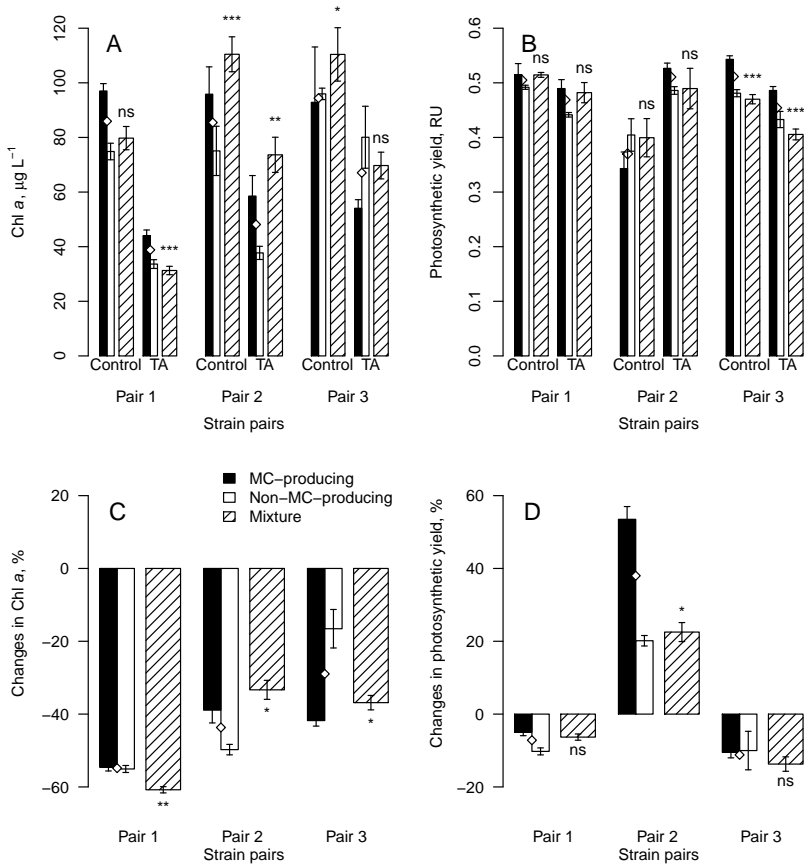 A
Chl a, μg L−1
120
100
80
60
40
20
0
ns
***
***
**
*
ns
Control TA Control TA Control TA
Pair 1 Pair 2 Pair 3
Strain pairs
B
Photosynthetic yield, RU
0.6
0.5
0.4
0.3
0.2
0.1
0.0
ns
ns
ns
ns
***
***
Control TA Control TA Control TA
Pair 1 Pair 2 Pair 3
Strain pairs
C
MC−producing
Non−MC−producing
Mixture
Changes in Chl a, %
20
0
−20
−40
−60
**
*
*
Pair 1 Pair 2 Pair 3
Strain pairs
D
Changes in photosynthetic yield, %
60
40
20
0
−20
ns
*
ns
Pair 1 Pair 2 Pair 3
Strain pairs